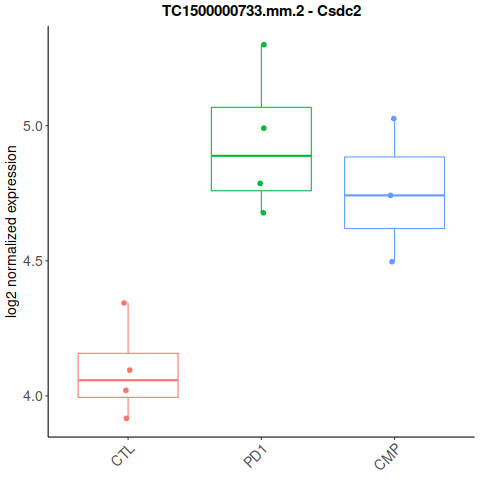 TC1500000733.mm.2 - Csdc2
log2 normalized expression
5.0
4.5
4.0
CTL
PD1
CMP